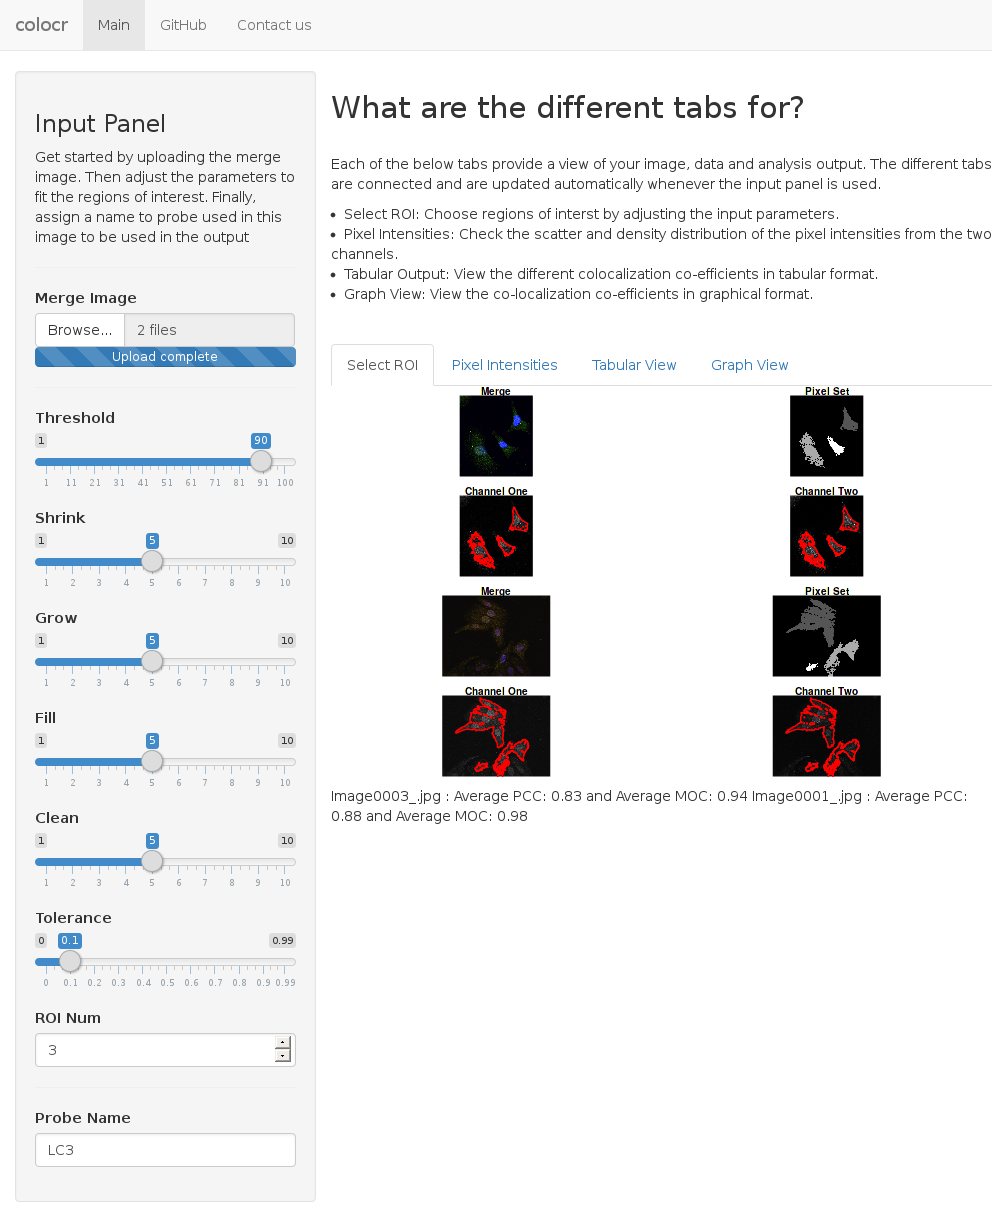 colocr Main GitHub Contact us
Input Panel
Get started by uploading the merge
image. Then adjust the parameters to
fit the regions of interest. Finally,
assign a name to probe used in this
image to be used in the output
Merge Image
Browse... 2 files
Upload complete
Threshold
1 90
1 11 21 31 41 51 61 71 81 91 100
Shrink
1 5 10
1 2 3 4 5 6 7 8 9 10
Grow
1 5 10
1 2 3 4 5 6 7 8 9 10
Fill
1 5 10
1 2 3 4 5 6 7 8 9 10
Clean
1 5 10
1 2 3 4 5 6 7 8 9 10
Tolerance
0 0.1 0.99
0 0.1 0.2 0.3 0.4 0.5 0.6 0.7 0.8 0.9 0.99
ROI Num
3
Probe Name
LC3
What are the different tabs for?
Each of the below tabs provide a view of your image, data and analysis output. The different tabs
are connected and are updated automatically whenever the input panel is used.
• Select ROI: Choose regions of interst by adjusting the input parameters.
• Pixel Intensities: Check the scatter and density distribution of the pixel intensities from the two
channels.
• Tabular Output: View the different colocalization co-efficients in tabular format.
• Graph View: View the co-localization co-efficients in graphical format.
Select ROI Pixel Intensities Tabular View Graph View
Merge Pixel Set
Channel One Channel Two
Merge Pixel Set
Channel One Channel Two
Image0003_.jpg : Average PCC: 0.83 and Average MOC: 0.94 Image0001_.jpg : Average PCC:
0.88 and Average MOC: 0.98